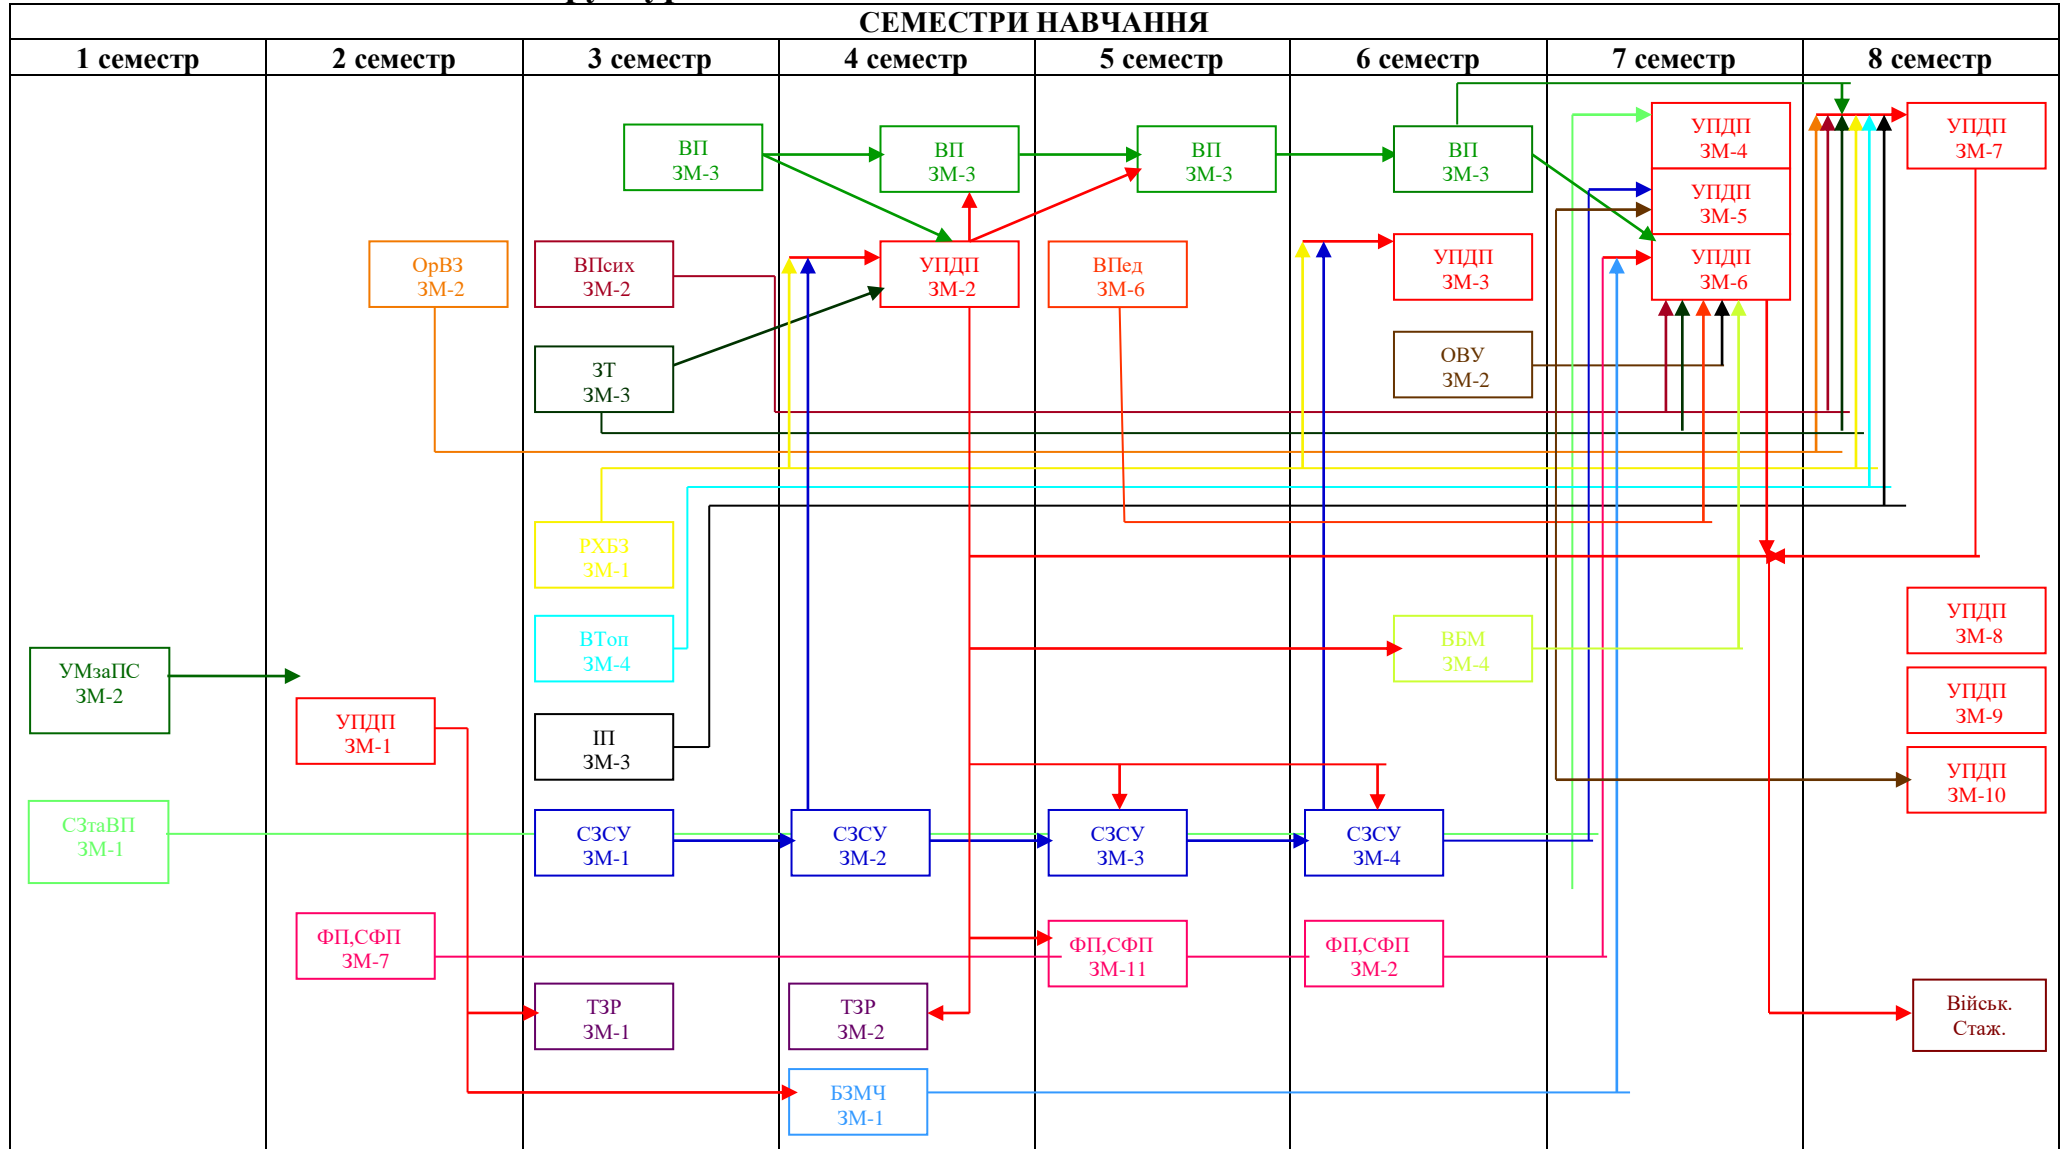 СЕМЕСТРИ НАВЧАННЯ
1 семестр
2 семестр
3 семестр
4 семестр
5 семестр
6 семестр
7 семестр
8 семестр
УМзаПС
ЗМ-2
СЗтаВП
ЗМ-1
ОрВЗ
ЗМ-2
УПДП
ЗМ-1
ФП,СФП
ЗМ-7
ВП
ЗМ-3
ВПсих
ЗМ-2
ЗТ
ЗМ-3
РХБЗ
ЗМ-1
ВТоп
ЗМ-4
ІП
ЗМ-3
СЗСУ
ЗМ-1
ТЗР
ЗМ-1
ВП
ЗМ-3
УПДП
ЗМ-2
СЗСУ
ЗМ-2
ТЗР
ЗМ-2
БЗМЧ
ЗМ-1
ВП
ЗМ-3
ВПед
ЗМ-6
СЗСУ
ЗМ-3
ФП,СФП
ЗМ-11
ВП
ЗМ-3
УПДП
ЗМ-3
ОВУ
ЗМ-2
ВБМ
ЗМ-4
СЗСУ
ЗМ-4
ФП,СФП
ЗМ-2
УПДП
ЗМ-4
УПДП
ЗМ-5
УПДП
ЗМ-6
УПДП
ЗМ-7
УПДП
ЗМ-8
УПДП
ЗМ-9
УПДП
ЗМ-10
Військ.
Стаж.